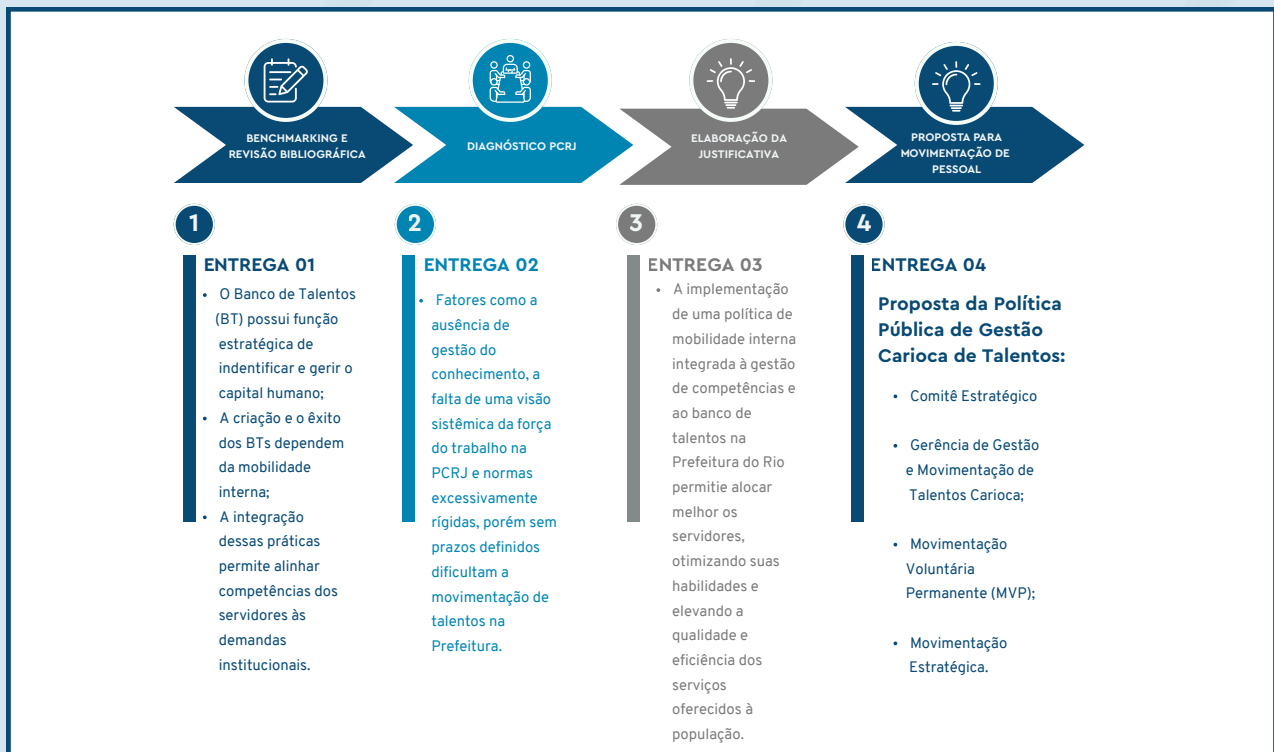 BENCHMARKING E
REVISÃO BIBLIOGRÁFICA
DIAGNÓSTICO PCRJ
ELABORAÇÃO DA
JUSTIFICATIVA
PROPOSTA PARA
MOVIMENTAÇÃO DE
PESSOAL
1
ENTREGA 01
• O Banco de Talentos
(BT) possui função
estratégica de
indentificar e gerir o
capital humano;
• A criação e o êxito
dos BTs dependem
da mobilidade
interna;
• A integração
dessas práticas
permite alinhar
competências dos
servidores às
demandas
institucionais.
2
ENTREGA 02
• Fatores como a
ausência de
gestão do
conhecimento, a
falta de uma visão
sistêmica da força
do trabalho na
PCRJ e normas
excessivamente
rígidas, porém sem
prazos definidos
dificultam a
movimentação de
talentos na
Prefeitura.
3
ENTREGA 03
• A implementação
de uma política de
mobilidade interna
integrada à gestão
de competências e
ao banco de
talentos na
Prefeitura do Rio
permitie alocar
melhor os
servidores,
otimizando suas
habilidades e
elevando a
qualidade e
eficiência dos
serviços
oferecidos à
população.
4
ENTREGA 04
Proposta da Política
Pública de Gestão
Carioca de Talentos:
• Comitê Estratégico
• Gerência de Gestão
e Movimentação de
Talentos Carioca;
• Movimentação
Voluntária
Permanente (MVP);
• Movimentação
Estratégica.